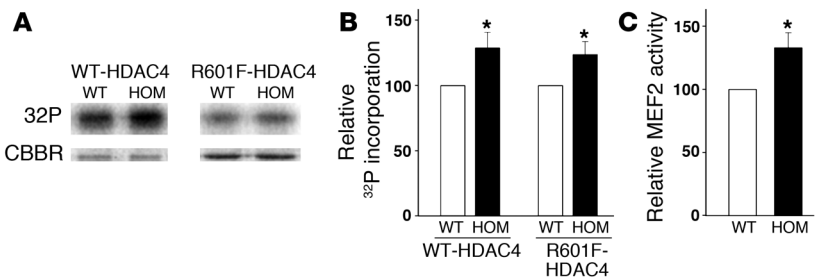 A
WT-HDAC4 R601F-HDAC4
WT HOM WT HOM
32P
CBBR
B
Relative
32P incorporation
150
100
50
0
* *
WT HOM WT HOM
WT-HDAC4 R601F-
HDAC4
C
Relative MEF2 activity
150
100
50
0
*
WT HOM